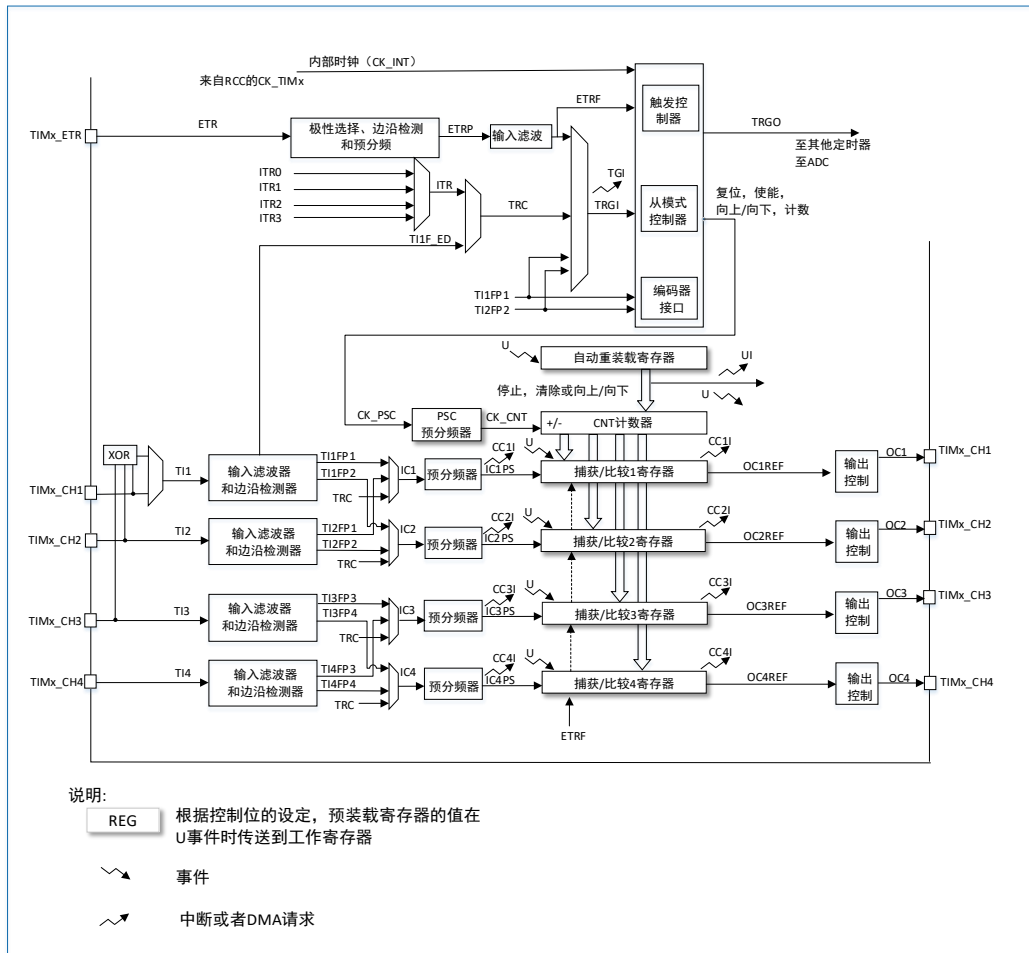 内部时钟（CK_INT）
来自RCC的CK_TIMx
TIMx_ETR
ETR
极性选择、边沿检测
和预分频
ETRP
输入滤波
ETRF
触发控
制器
TRGO
至其他定时器
至ADC
ITR0
ITR1
ITR2
ITR3
ITR
TRC
TI1F_ED
TGI
TRGI
从模式
控制器
复位，使能，
向上/向下，计数
TI1FP1
TI2FP2
编码器
接口
U
自动重装载寄存器
UI
U
停止，清除或向上/向下
CK_PSC
PSC
预分频器
CK_CNT
+/-
CNT计数器
XOR
TIMx_CH1
TI1
输入滤波器
和边沿检测器
TI1FP1
TI1FP2
TRC
IC1
预分频器
CC1I
IC1PS
U
捕获/比较1寄存器
CC1I
OC1REF
输出
控制
OC1
TIMx_CH1
TIMx_CH2
TI2
输入滤波器
和边沿检测器
TI2FP1
TI2FP2
TRC
IC2
预分频器
CC2I
IC2PS
U
捕获/比较2寄存器
CC2I
OC2REF
输出
控制
OC2
TIMx_CH2
TIMx_CH3
TI3
输入滤波器
和边沿检测器
TI3FP3
TI3FP4
TRC
IC3
预分频器
CC3I
IC3PS
U
捕获/比较3寄存器
CC3I
OC3REF
输出
控制
OC3
TIMx_CH3
TIMx_CH4
TI4
输入滤波器
和边沿检测器
TI4FP3
TI4FP4
TRC
IC4
预分频器
CC4I
IC4PS
U
捕获/比较4寄存器
CC4I
OC4REF
输出
控制
OC4
TIMx_CH4
ETRF
说明:
REG
根据控制位的设定，预装载寄存器的值在
U事件时传送到工作寄存器
事件
中断或者DMA请求